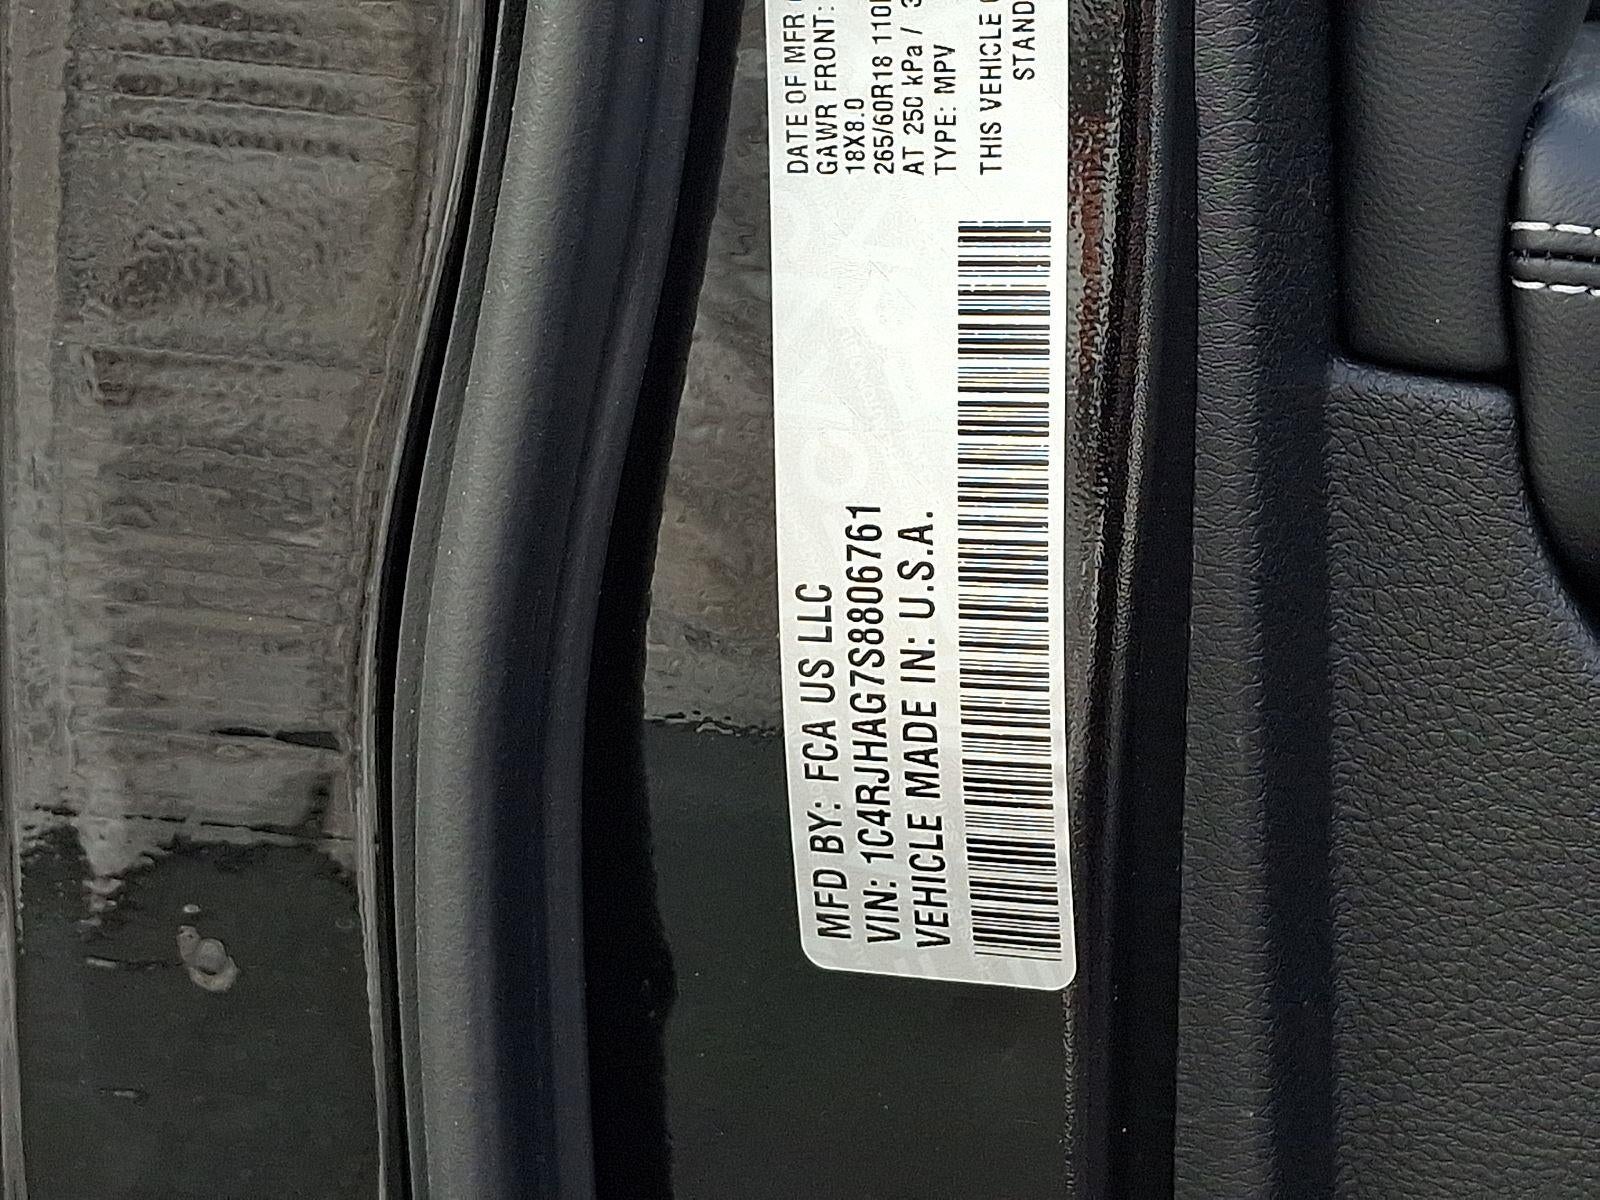 MFD BY: FCA US LLC
VIN: 1C4RJHAG7S8806761
VEHICLE MADE IN: U.S.A.
DATE OF MFR
GAWR FRONT:
18X8.0
265/60R18 110
AT 250 kPa / 3
TYPE: MPV
THIS VEHICLE
STAND